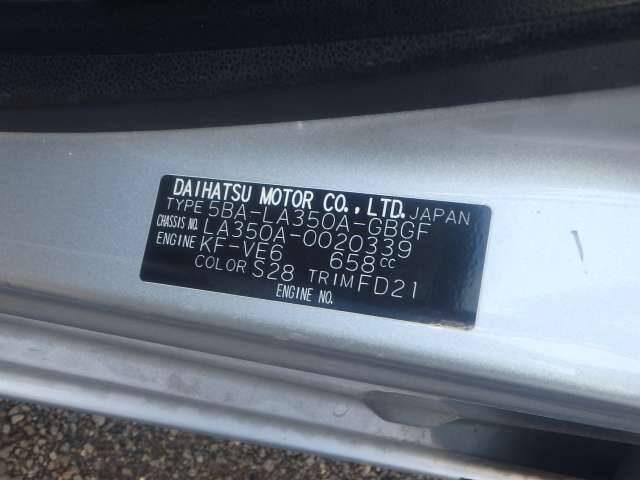 DAIHATSU MOTOR CO., LTD. JAPAN
TYPE 5BA-LA350A-GBGF
CHASSIS NO. LA350A-0020339
ENGINE KF-VE6 658cc
COLOR S28 TRIM FD21
ENGINE NO.